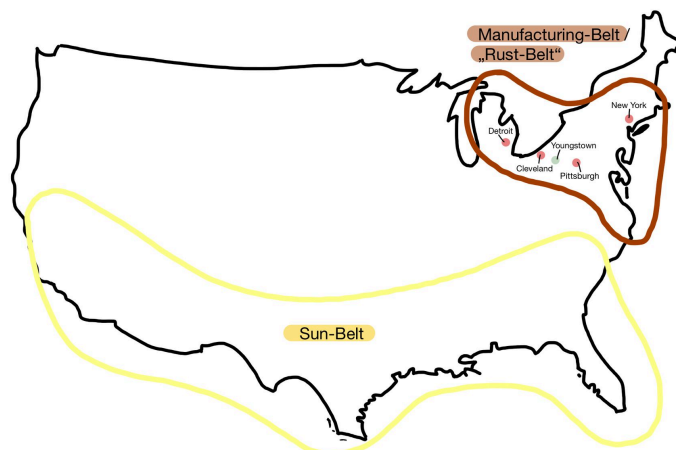 Manufacturing-Belt /
„Rust-Belt“
New York
Detroit
Youngstown
Cleveland
Pittsburgh
Sun-Belt